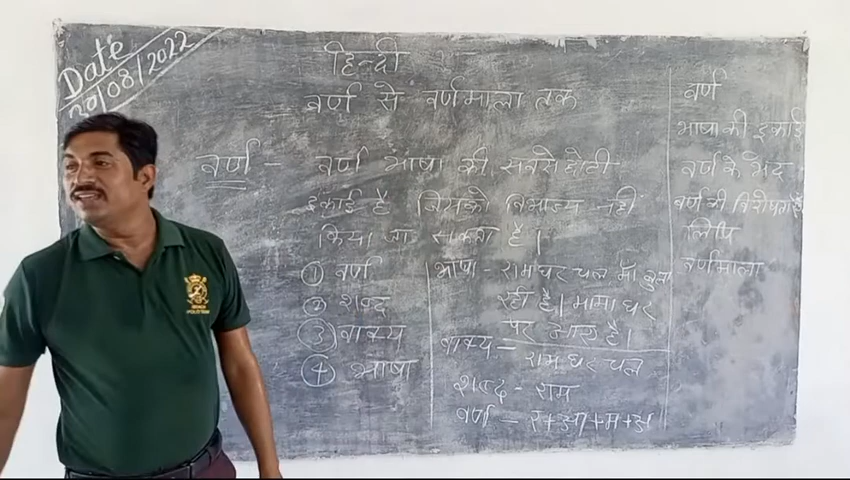 Date
20/08/2022
हिन्दी
वर्ण से वर्णमाला तक
वर्ण - वर्ण भाषा की सबसे छोटी
इकाई है जिसको विभाज्य नहीं
किया जा सकता है।
① वर्ण
② शब्द
③ वाक्य
④ भाषा
भाषा - राम घर चल माँ बुला
रही है। मामा घर
पर आए है।
वाक्य - राम घर चल
शब्द - राम
वर्ण - र+आ+म+अ
वर्ण
भाषा की इकाई
वर्ण के भेद
वर्ण की विशेषताएँ
लिपि
वर्णमाला